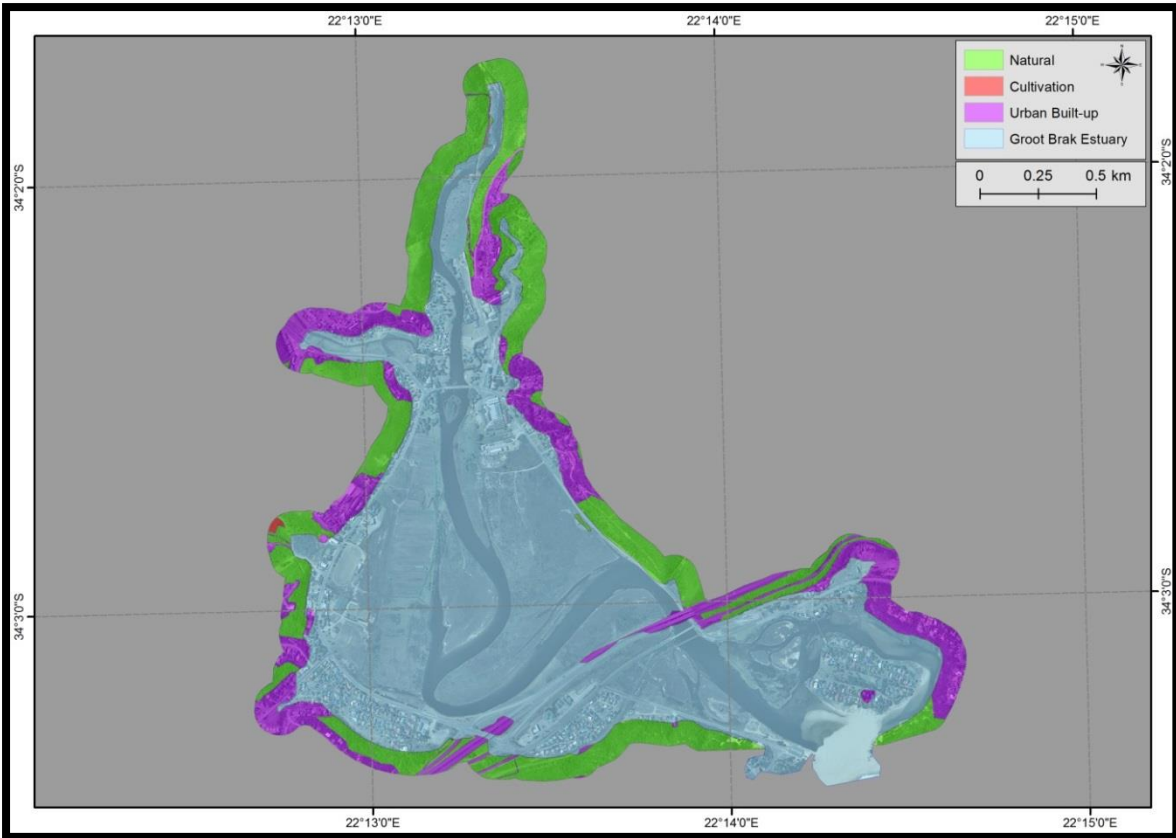 22°13'0"E
22°14'0"E
22°15'0"E
Natural
Cultivation
Urban Built-up
Groot Brak Estuary
N
0 0.25 0.5 km
34°2'0"S
34°2'0"S
34°3'0"S
34°3'0"S
22°13'0"E
22°14'0"E
22°15'0"E